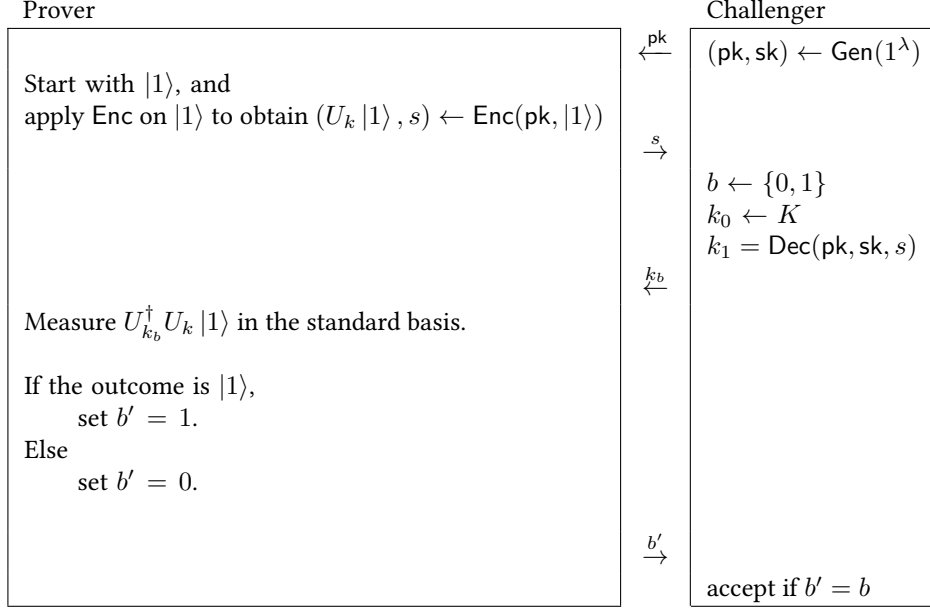 Prover Challenger
pk ← (pk, sk) ← Gen(1^λ)
Start with |1⟩, and
apply Enc on |1⟩ to obtain (U_k |1⟩ , s) ← Enc(pk, |1⟩)
s →
b ← {0, 1}
k_0 ← K
k_1 = Dec(pk, sk, s)
k_b ←
Measure U_{k_b}^† U_k |1⟩ in the standard basis.
If the outcome is |1⟩,
set b′ = 1.
Else
set b′ = 0.
b′ →
accept if b′ = b